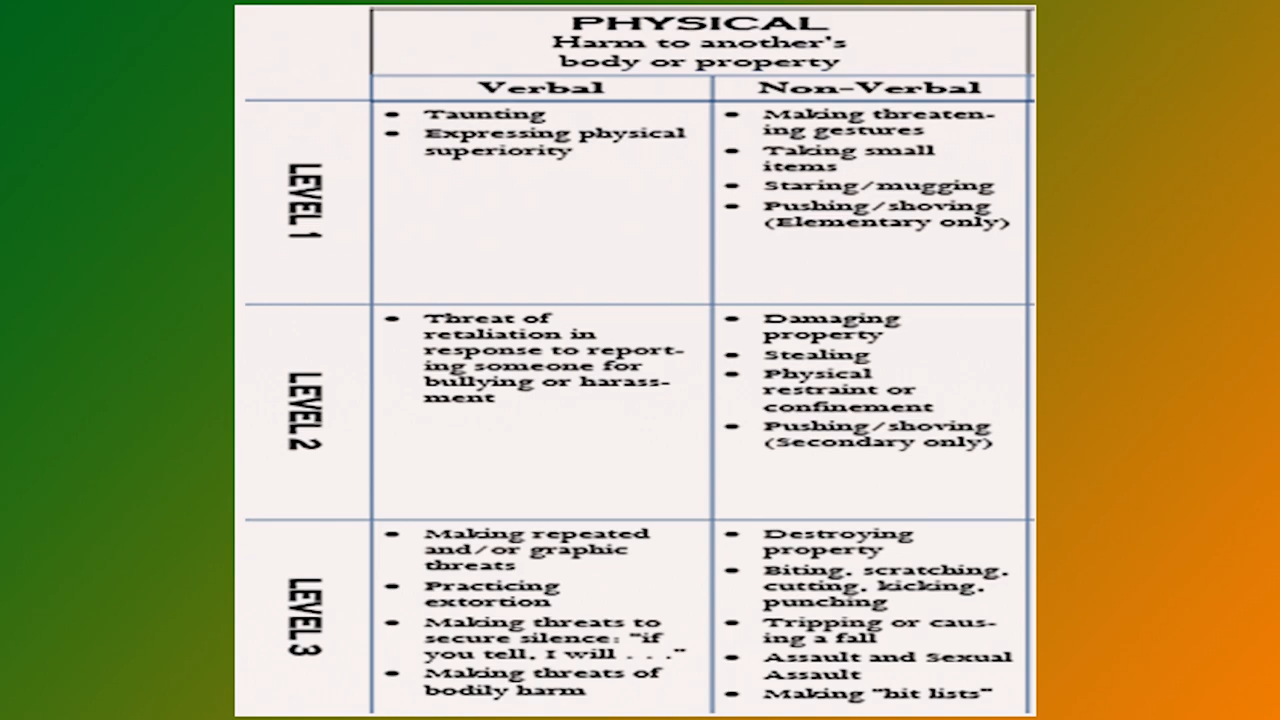 PHYSICAL
Harm to another's
body or property
Verbal
Non-Verbal
LEVEL 1
• Taunting
• Expressing physical
superiority
• Making threaten-
ing gestures
• Taking small
items
• Staring/mugging
• Pushing/shoving
(Elementary only)
LEVEL 2
• Threat of
retaliation in
response to report-
ing someone for
bullying or harass-
ment
• Damaging
property
• Stealing
• Physical
restraint or
confinement
• Pushing/shoving
(Secondary only)
LEVEL 3
• Making repeated
and/or graphic
threats
• Practicing
extortion
• Making threats to
secure silence: "if
you tell, I will . . ."
• Making threats of
bodily harm
• Destroying
property
• Biting, scratching,
cutting, kicking,
punching
• Tripping or caus-
ing a fall
• Assault and Sexual
Assault
• Making "hit lists"